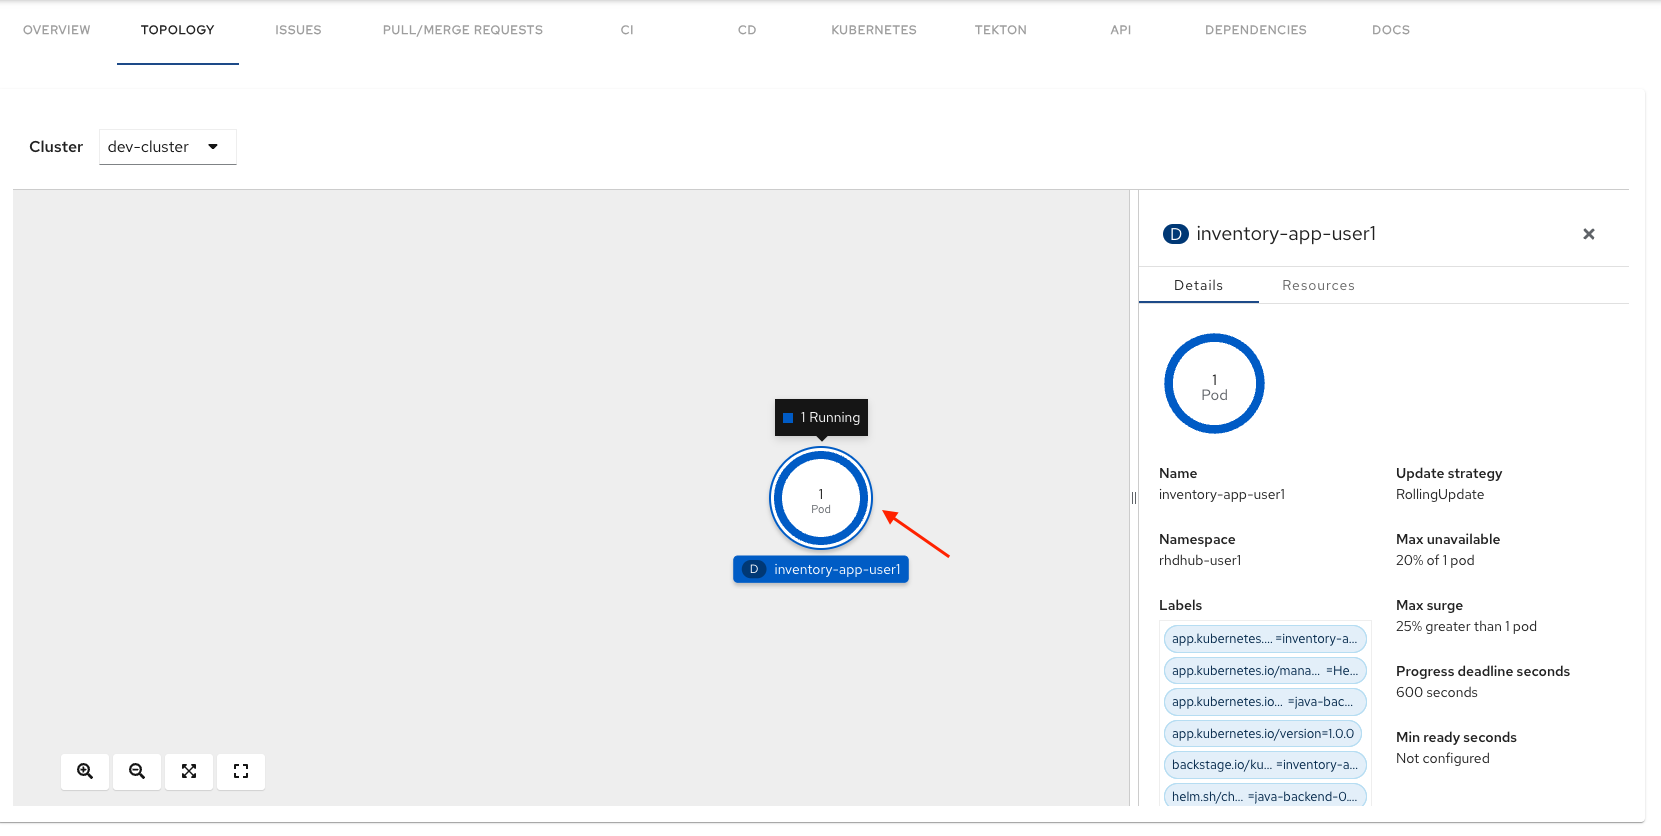 OVERVIEW TOPOLOGY ISSUES PULL/MERGE REQUESTS CI CD KUBERNETES TEKTON API DEPENDENCIES DOCS
Cluster dev-cluster
1 Running
1
Pod
D inventory-app-user1
D inventory-app-user1
Details Resources
1
Pod
Name
inventory-app-user1
Namespace
rhdhub-user1
Labels
app.kubernetes.... =inventory-a...
app.kubernetes.io/mana... =He...
app.kubernetes.io... =java-bac...
app.kubernetes.io/version=1.0.0
backstage.io/ku... =inventory-a...
helm.sh/ch... =java-backend-0....
Update strategy
RollingUpdate
Max unavailable
20% of 1 pod
Max surge
25% greater than 1 pod
Progress deadline seconds
600 seconds
Min ready seconds
Not configured